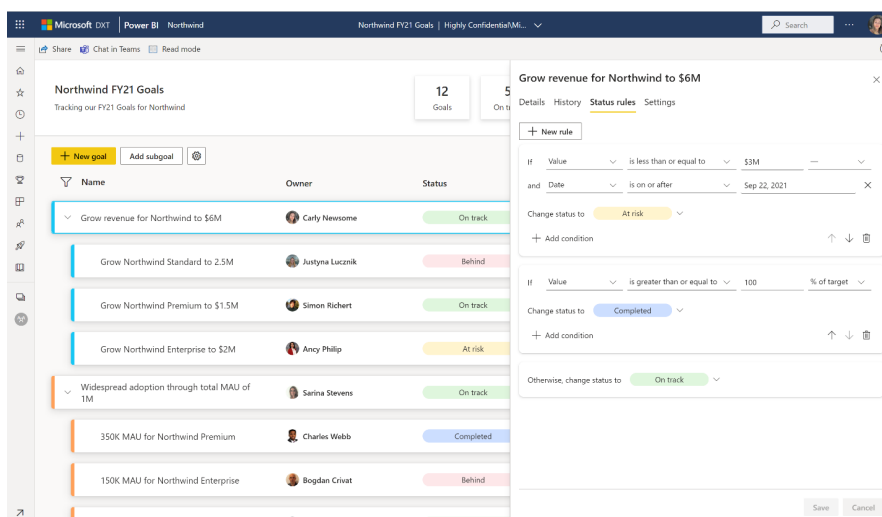 Microsoft DXT Power BI Northwind Northwind FY21 Goals | Highly Confidential\Mi... Search ...
Share Chat in Teams Read mode
Northwind FY21 Goals
Tracking our FY21 Goals for Northwind
12
Goals
5
On t
+ New goal Add subgoal
Name Owner Status
Grow revenue for Northwind to $6M Carly Newsome On track
Grow Northwind Standard to 2.5M Justyna Lucznik Behind
Grow Northwind Premium to $1.5M Simon Richert On track
Grow Northwind Enterprise to $2M Ancy Philip At risk
Widespread adoption through total MAU of
1M Sarina Stevens On track
350K MAU for Northwind Premium Charles Webb Completed
150K MAU for Northwind Enterprise Bogdan Crivat Behind
Grow revenue for Northwind to $6M
Details History Status rules Settings
+ New rule
If Value is less than or equal to $3M —
and Date is on or after Sep 22, 2021
Change status to At risk
+ Add condition
If Value is greater than or equal to 100 % of target
Change status to Completed
+ Add condition
Otherwise, change status to On track
Save Cancel